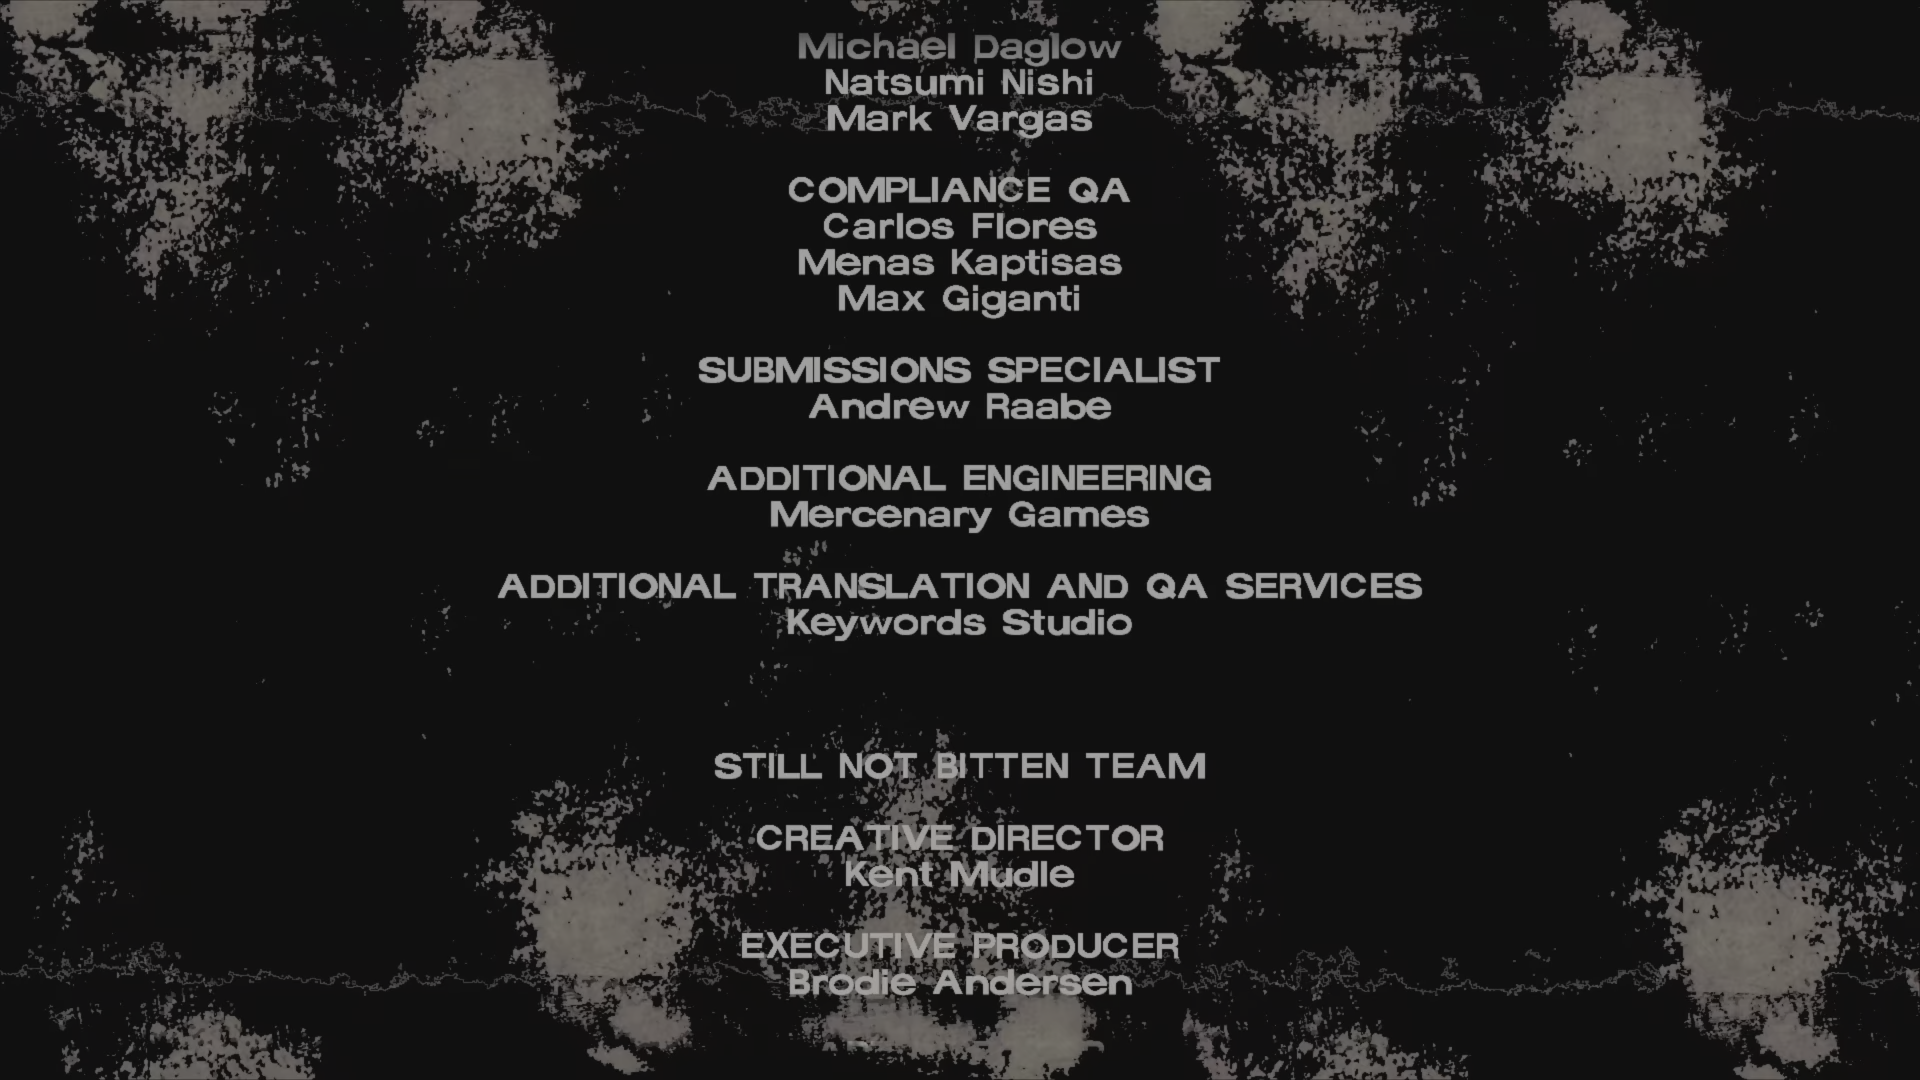 Michael Daglow
Natsumi Nishi
Mark Vargas
COMPLIANCE QA
Carlos Flores
Menas Kaptisas
Max Giganti
SUBMISSIONS SPECIALIST
Andrew Raabe
ADDITIONAL ENGINEERING
Mercenary Games
ADDITIONAL TRANSLATION AND QA SERVICES
Keywords Studio
STILL NOT BITTEN TEAM
CREATIVE DIRECTOR
Kent Mudle
EXECUTIVE PRODUCER
Brodie Andersen